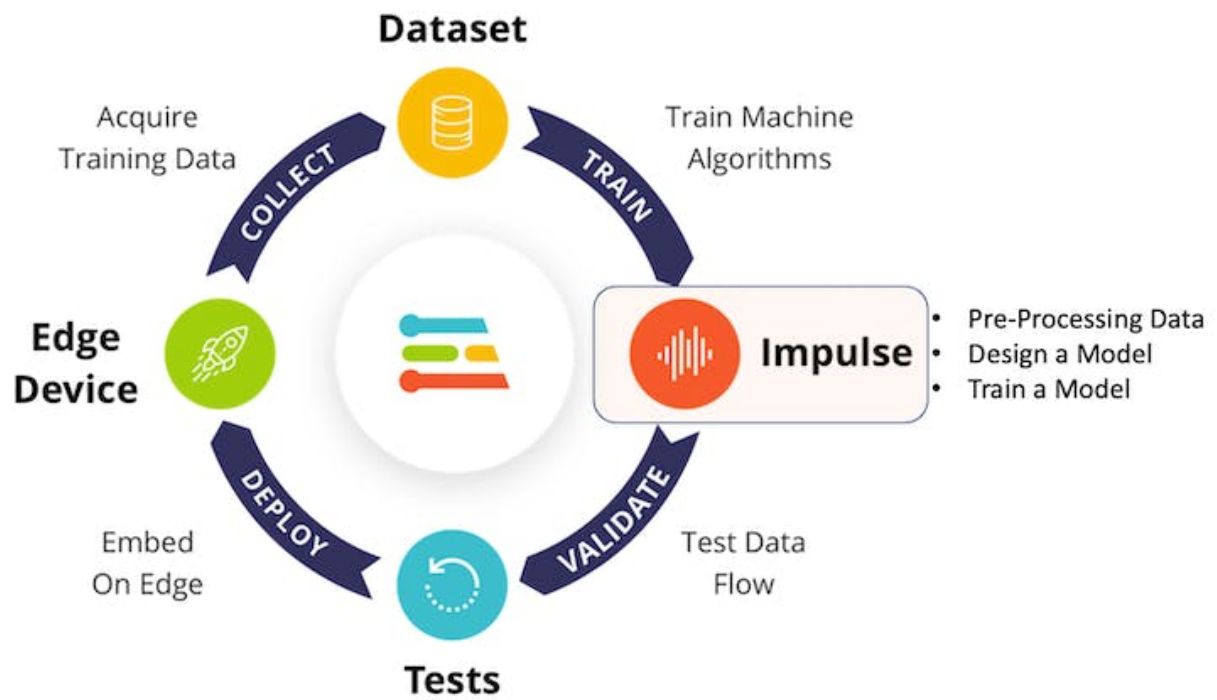 Dataset
Acquire
Training Data
COLLECT
TRAIN
Train Machine
Algorithms
Edge
Device
Impulse
• Pre-Processing Data
• Design a Model
• Train a Model
DEPLOY
VALIDATE
Embed
On Edge
Test Data
Flow
Tests